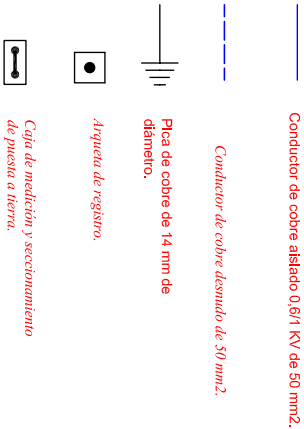 Conductor de cobre aislado 0,6/1 KV de 50 mm2.
Conductor de cobre desnudo de 50 mm2.
Pica de cobre de 14 mm de
diámetro.
Arqueta de registro.
Caja de medición y seccionamiento
de puesta a tierra.